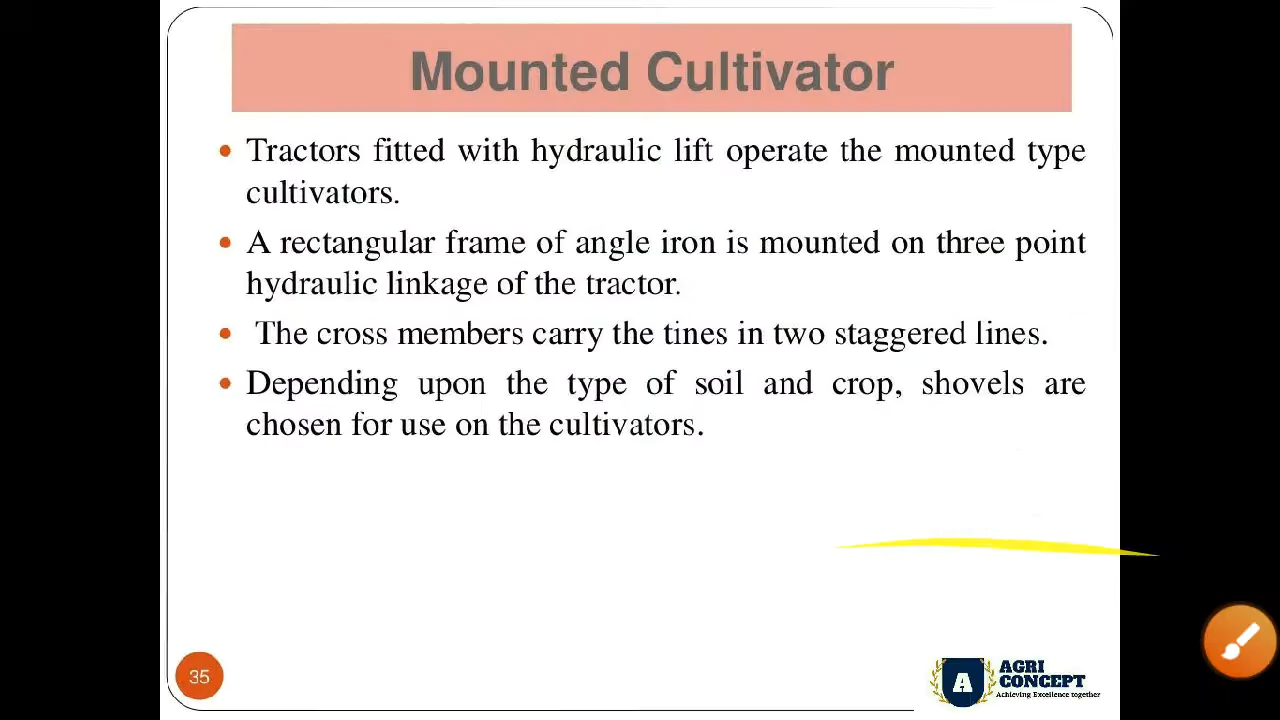 Mounted Cultivator
• Tractors fitted with hydraulic lift operate the mounted type
cultivators.
• A rectangular frame of angle iron is mounted on three point
hydraulic linkage of the tractor.
• The cross members carry the tines in two staggered lines.
• Depending upon the type of soil and crop, shovels are
chosen for use on the cultivators.
35
A
AGRI
CONCEPT
Achieving Excellence together